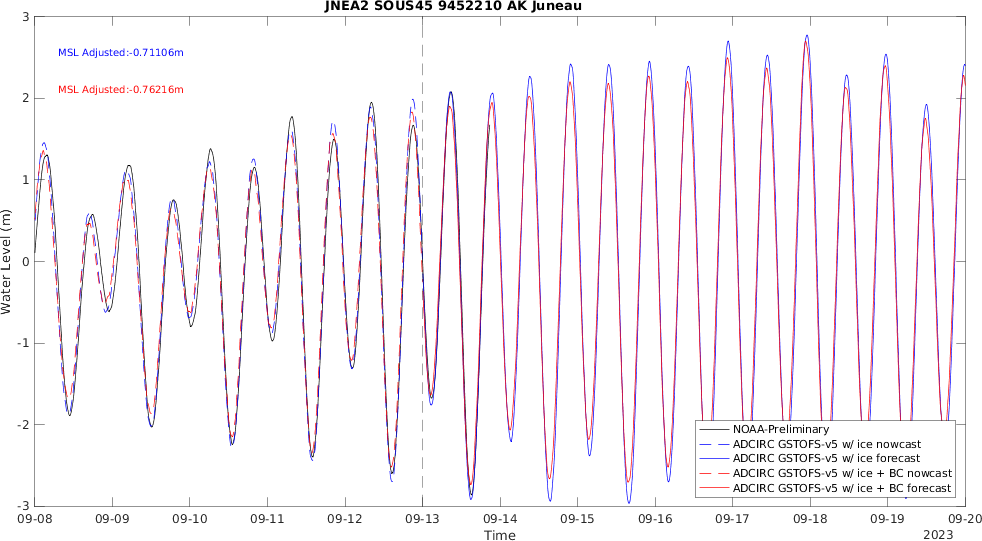 JNEA2 SOUS45 9452210 AK Juneau
MSL Adjusted:-0.71106m
MSL Adjusted:-0.76216m
Water Level (m)
3
2
1
0
-1
-2
-3
NOAA-Preliminary
ADCIRC GSTOFS-v5 w/ ice nowcast
ADCIRC GSTOFS-v5 w/ ice forecast
ADCIRC GSTOFS-v5 w/ ice + BC nowcast
ADCIRC GSTOFS-v5 w/ ice + BC forecast
09-08 09-09 09-10 09-11 09-12 09-13 09-14 09-15 09-16 09-17 09-18 09-19 09-20
Time
2023